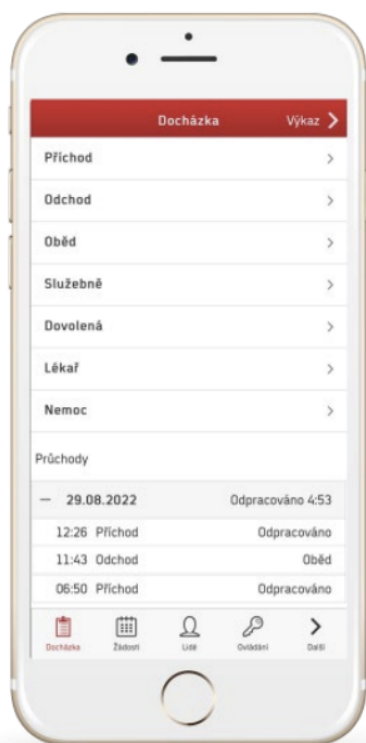 Docházka Výkaz
Příchod
Odchod
Oběd
Služebně
Dovolená
Lékař
Nemoc
Průchody
29.08.2022 Odpracováno 4:53
12:26 Příchod Odpracováno
11:43 Odchod Oběd
06:50 Příchod Odpracováno
Docházka Žádosti Lidé Ovládání Další